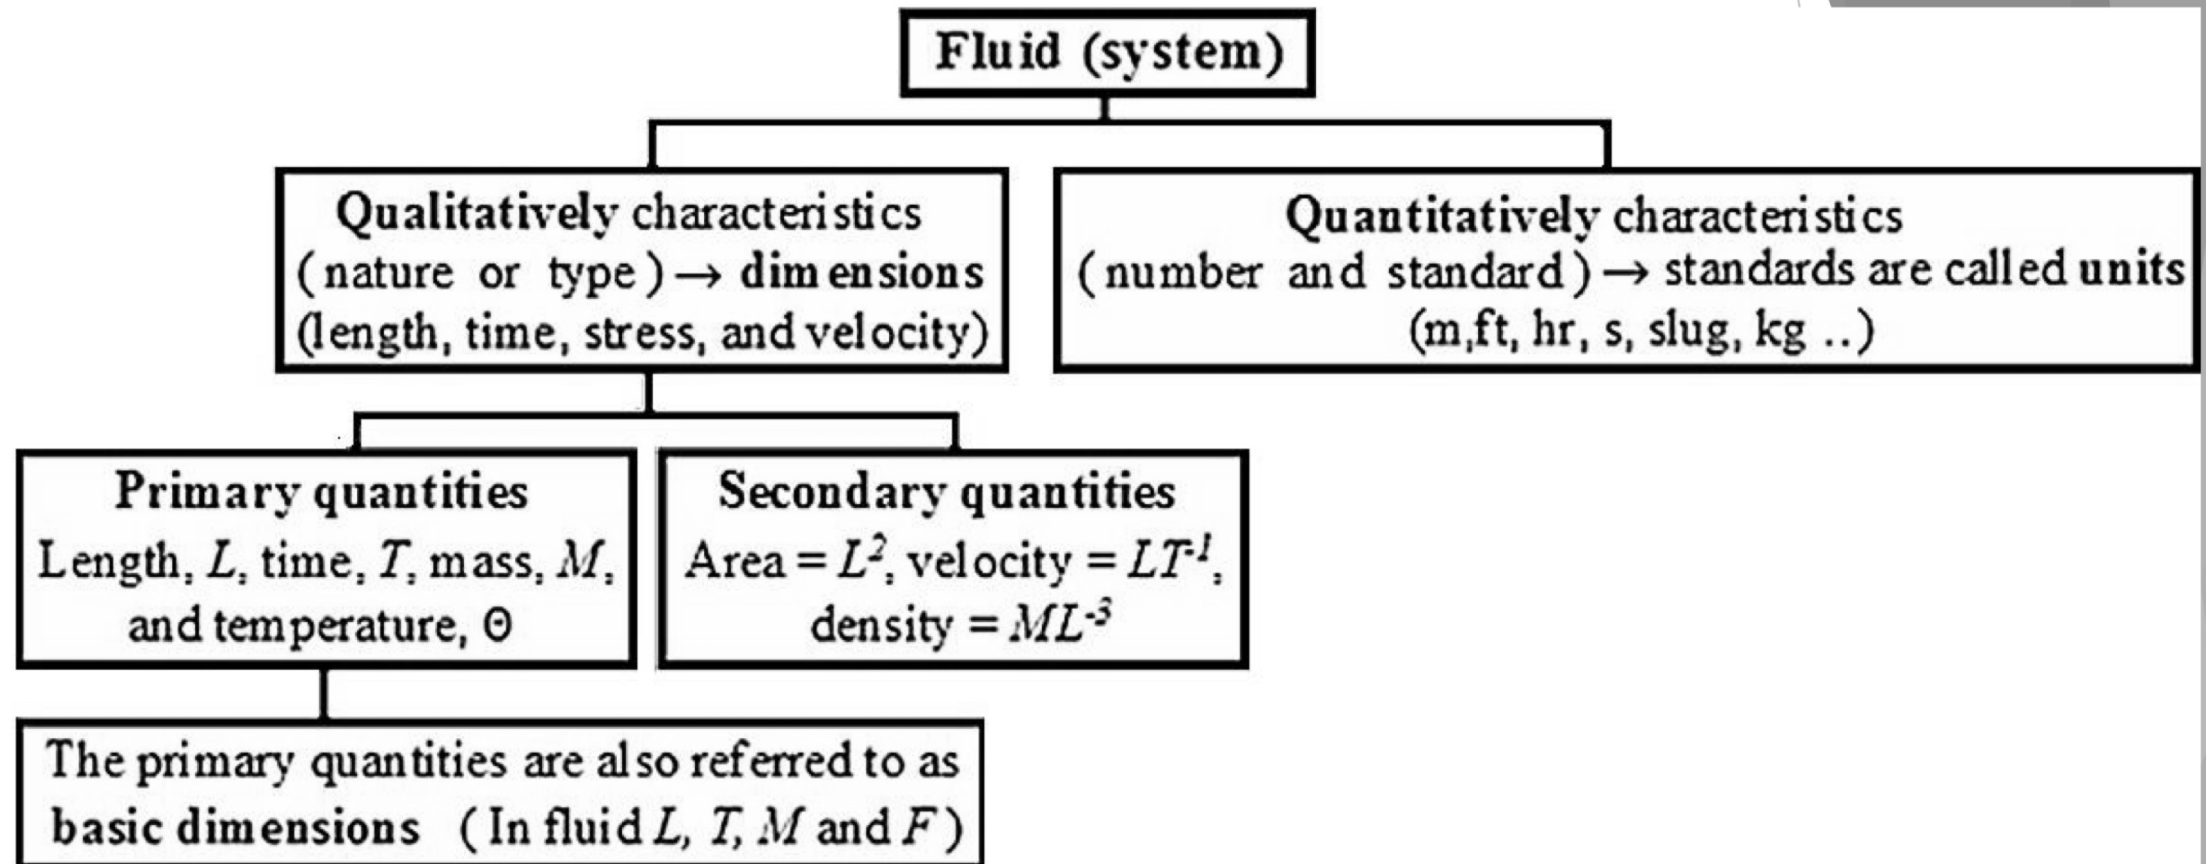 Fluid (system)
Qualitatively characteristics
(nature or type) → dimensions
(length, time, stress, and velocity)
Quantitatively characteristics
(number and standard) → standards are called units
(m,ft, hr, s, slug, kg ..)
Primary quantities
Length, L, time, T, mass, M,
and temperature, Θ
Secondary quantities
Area = L², velocity = LT⁻¹,
density = ML⁻³
The primary quantities are also referred to as
basic dimensions (In fluid L, T, M and F)